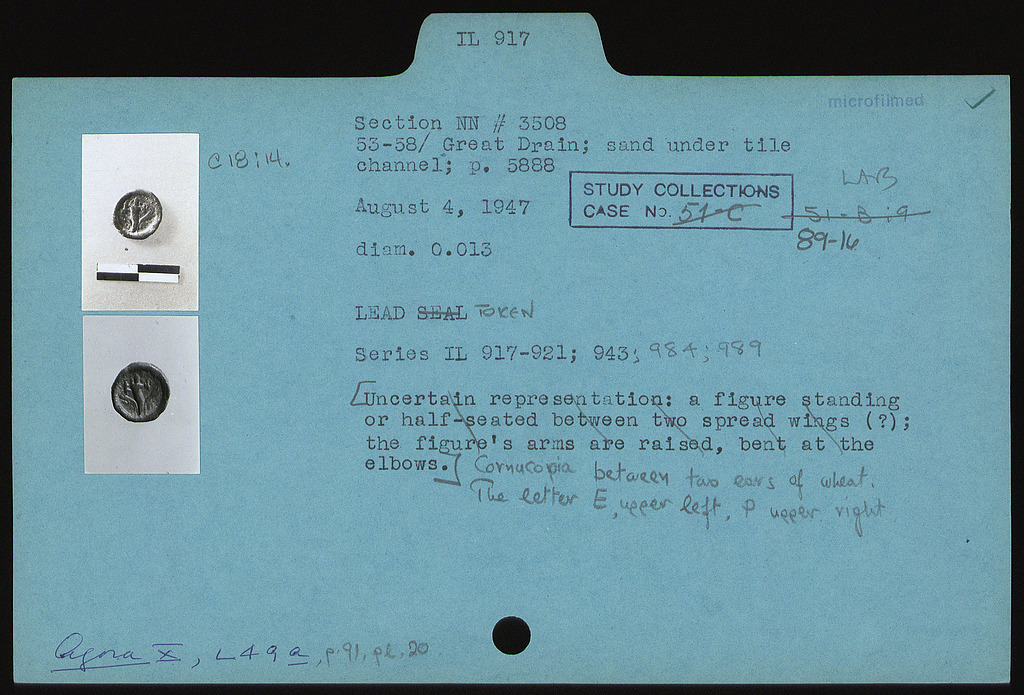 IL 917
microfilmed ✓
Section NN # 3508
53-58/ Great Drain; sand under tile
channel; p. 5888
C 18:14.
LAB
STUDY COLLECTIONS
CASE No. 51-C
51-B:9
89-16
August 4, 1947
diam. 0.013
LEAD SEAL TOKEN
Series IL 917-921; 943; 984; 989
[Uncertain representation: a figure standing
or half-seated between two spread wings (?);
the figure's arms are raised, bent at the
elbows.] Cornucopia between two ears of wheat.
The letter E, upper left, P upper right
Agora X, L49a, p. 91, pl. 20